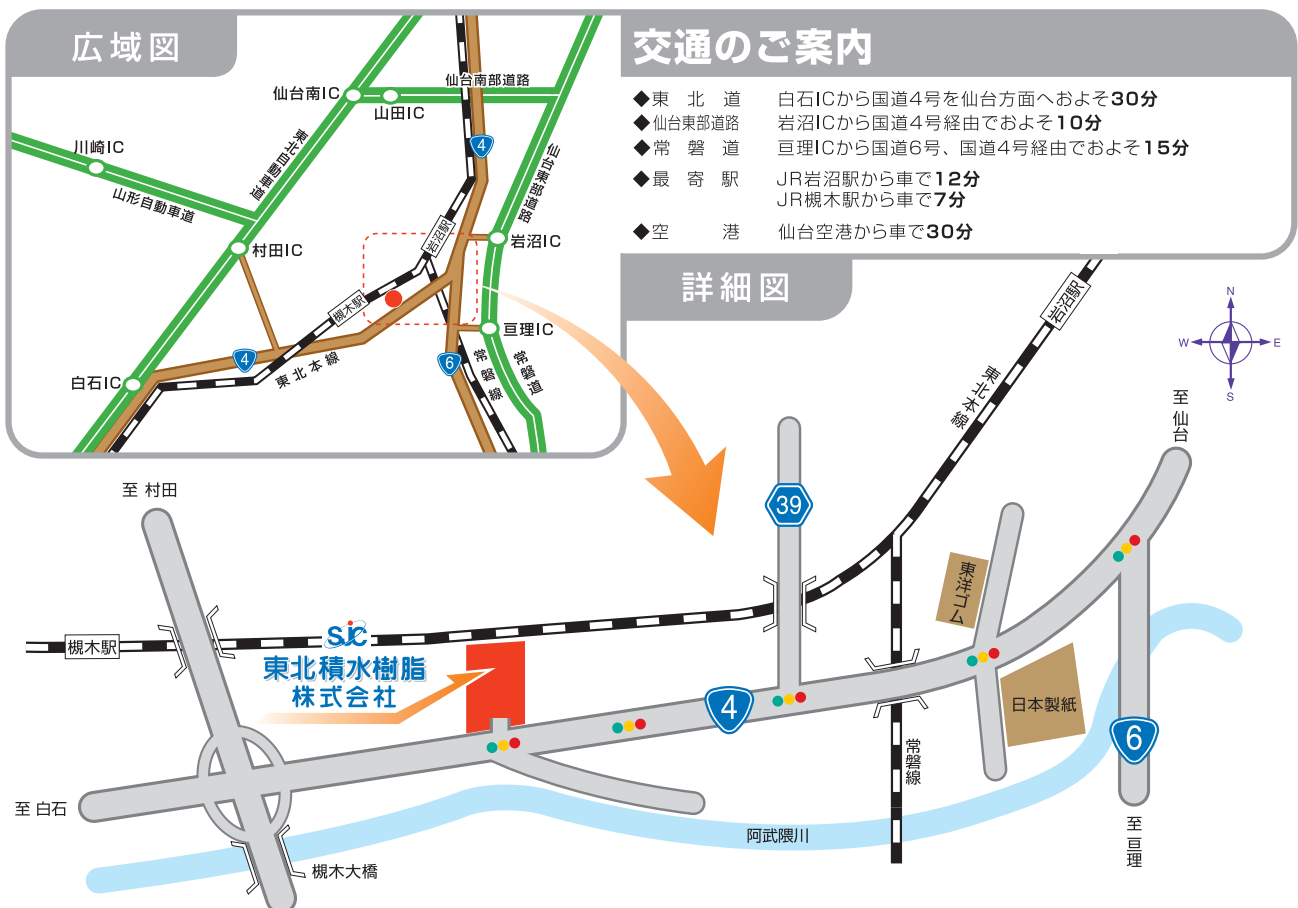 広域図
仙台南IC
仙台南部道路
山田IC
4
川崎IC
東北自動車道
仙台東部道路
山形自動車道
村田IC
岩沼駅
岩沼IC
槻木駅
亘理IC
4
東北本線
6
常磐線
常磐道
白石IC
交通のご案内
◆東北道 白石ICから国道4号を仙台方面へおよそ30分
◆仙台東部道路 岩沼ICから国道4号経由でおよそ10分
◆常磐道 亘理ICから国道6号、国道4号経由でおよそ15分
◆最寄駅 JR岩沼駅から車で12分
JR槻木駅から車で7分
◆空港 仙台空港から車で30分
詳細図
岩沼駅
N
W
E
S
東北本線
至 仙台
至 村田
39
東洋ゴム
槻木駅
SJC
東北積水樹脂
株式会社
4
日本製紙
6
常磐線
至 白石
阿武隈川
至 亘理
槻木大橋